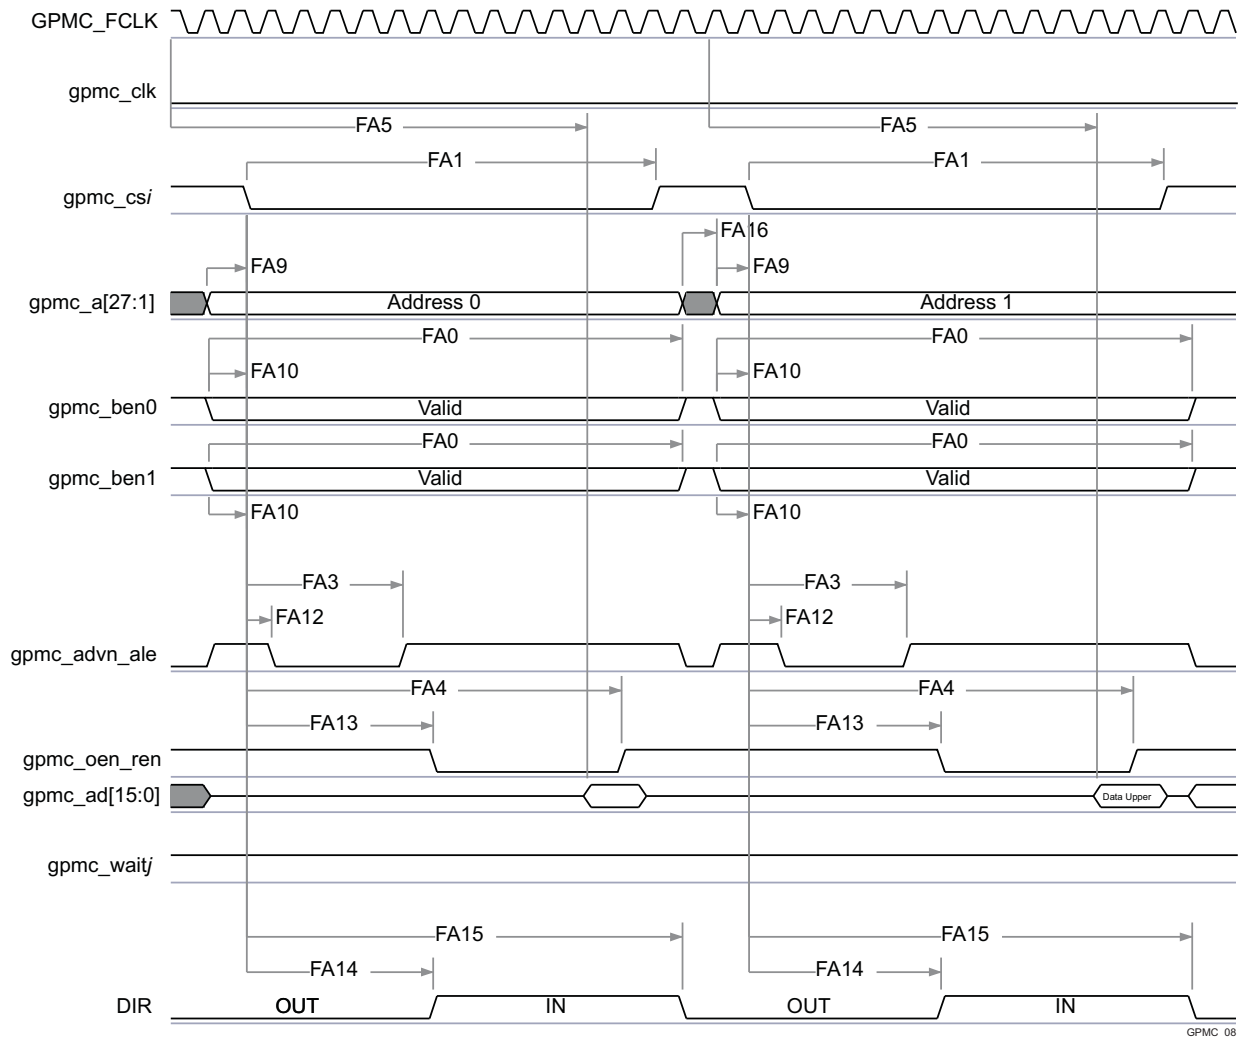 GPMC_FCLK
gpmc_clk
FA5 FA5
FA1 FA1
gpmc_csi
FA16
FA9 FA9
gpmc_a[27:1] Address 0 Address 1
FA0 FA0
FA10 FA10
gpmc_ben0 Valid Valid
FA0 FA0
gpmc_ben1 Valid Valid
FA10 FA10
FA3 FA3
FA12 FA12
gpmc_advn_ale
FA4 FA4
FA13 FA13
gpmc_oen_ren
gpmc_ad[15:0] Data Upper
gpmc_waitj
FA15 FA15
FA14 FA14
DIR OUT IN OUT IN
GPMC_08